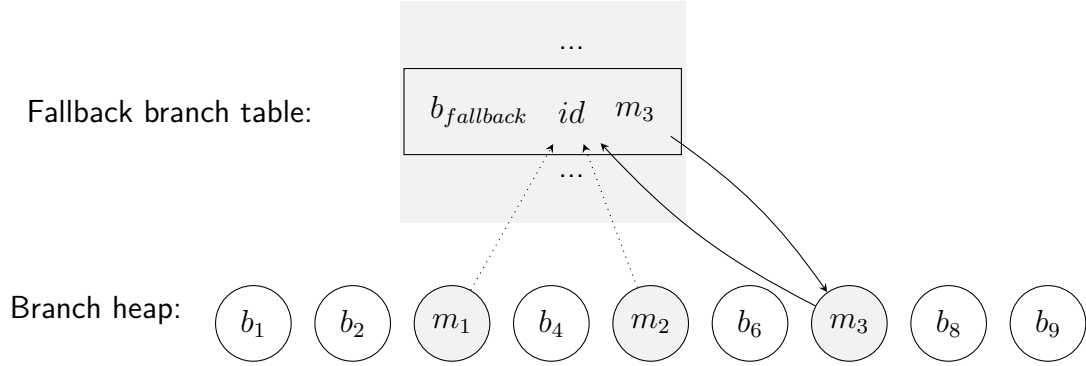 ...
Fallback branch table: b_fallback id m_3
...
Branch heap: b_1 b_2 m_1 b_4 m_2 b_6 m_3 b_8 b_9